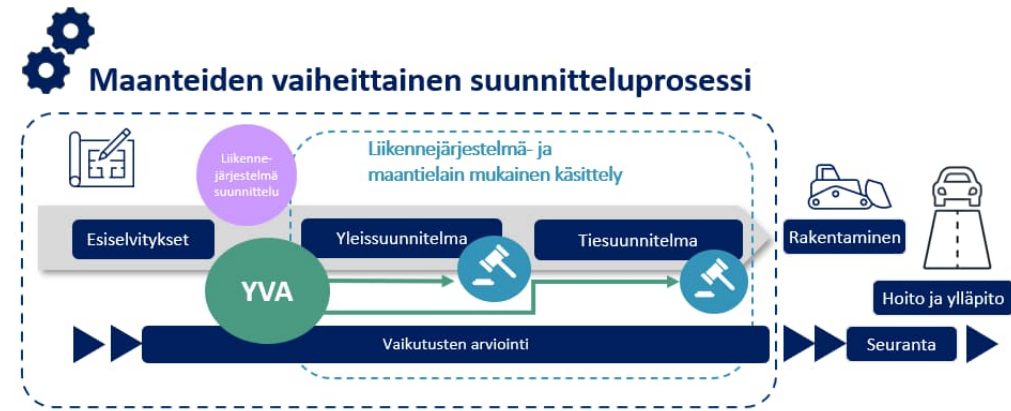 Maanteiden vaiheittainen suunnitteluprosessi
Liikenne-
järjestelmä
suunnittelu
Liikennejärjestelmä- ja
maantielain mukainen käsittely
Esiselvitykset
Yleissuunnitelma
Tiesuunnitelma
Rakentaminen
YVA
Hoito ja ylläpito
Vaikutusten arviointi
Seuranta